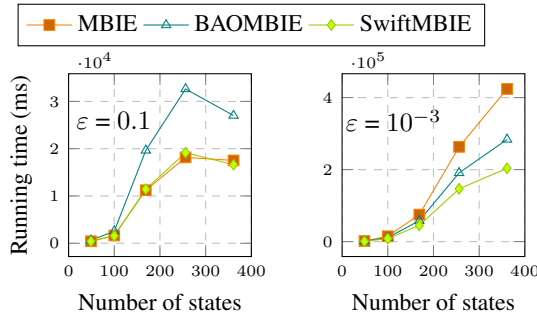 MBIE BAOMBIE SwiftMBIE
·10^4
·10^5
Running time (ms)
ε = 0.1
ε = 10^-3
3
2
1
0
4
2
0
0 100 200 300 400
0 100 200 300 400
Number of states
Number of states